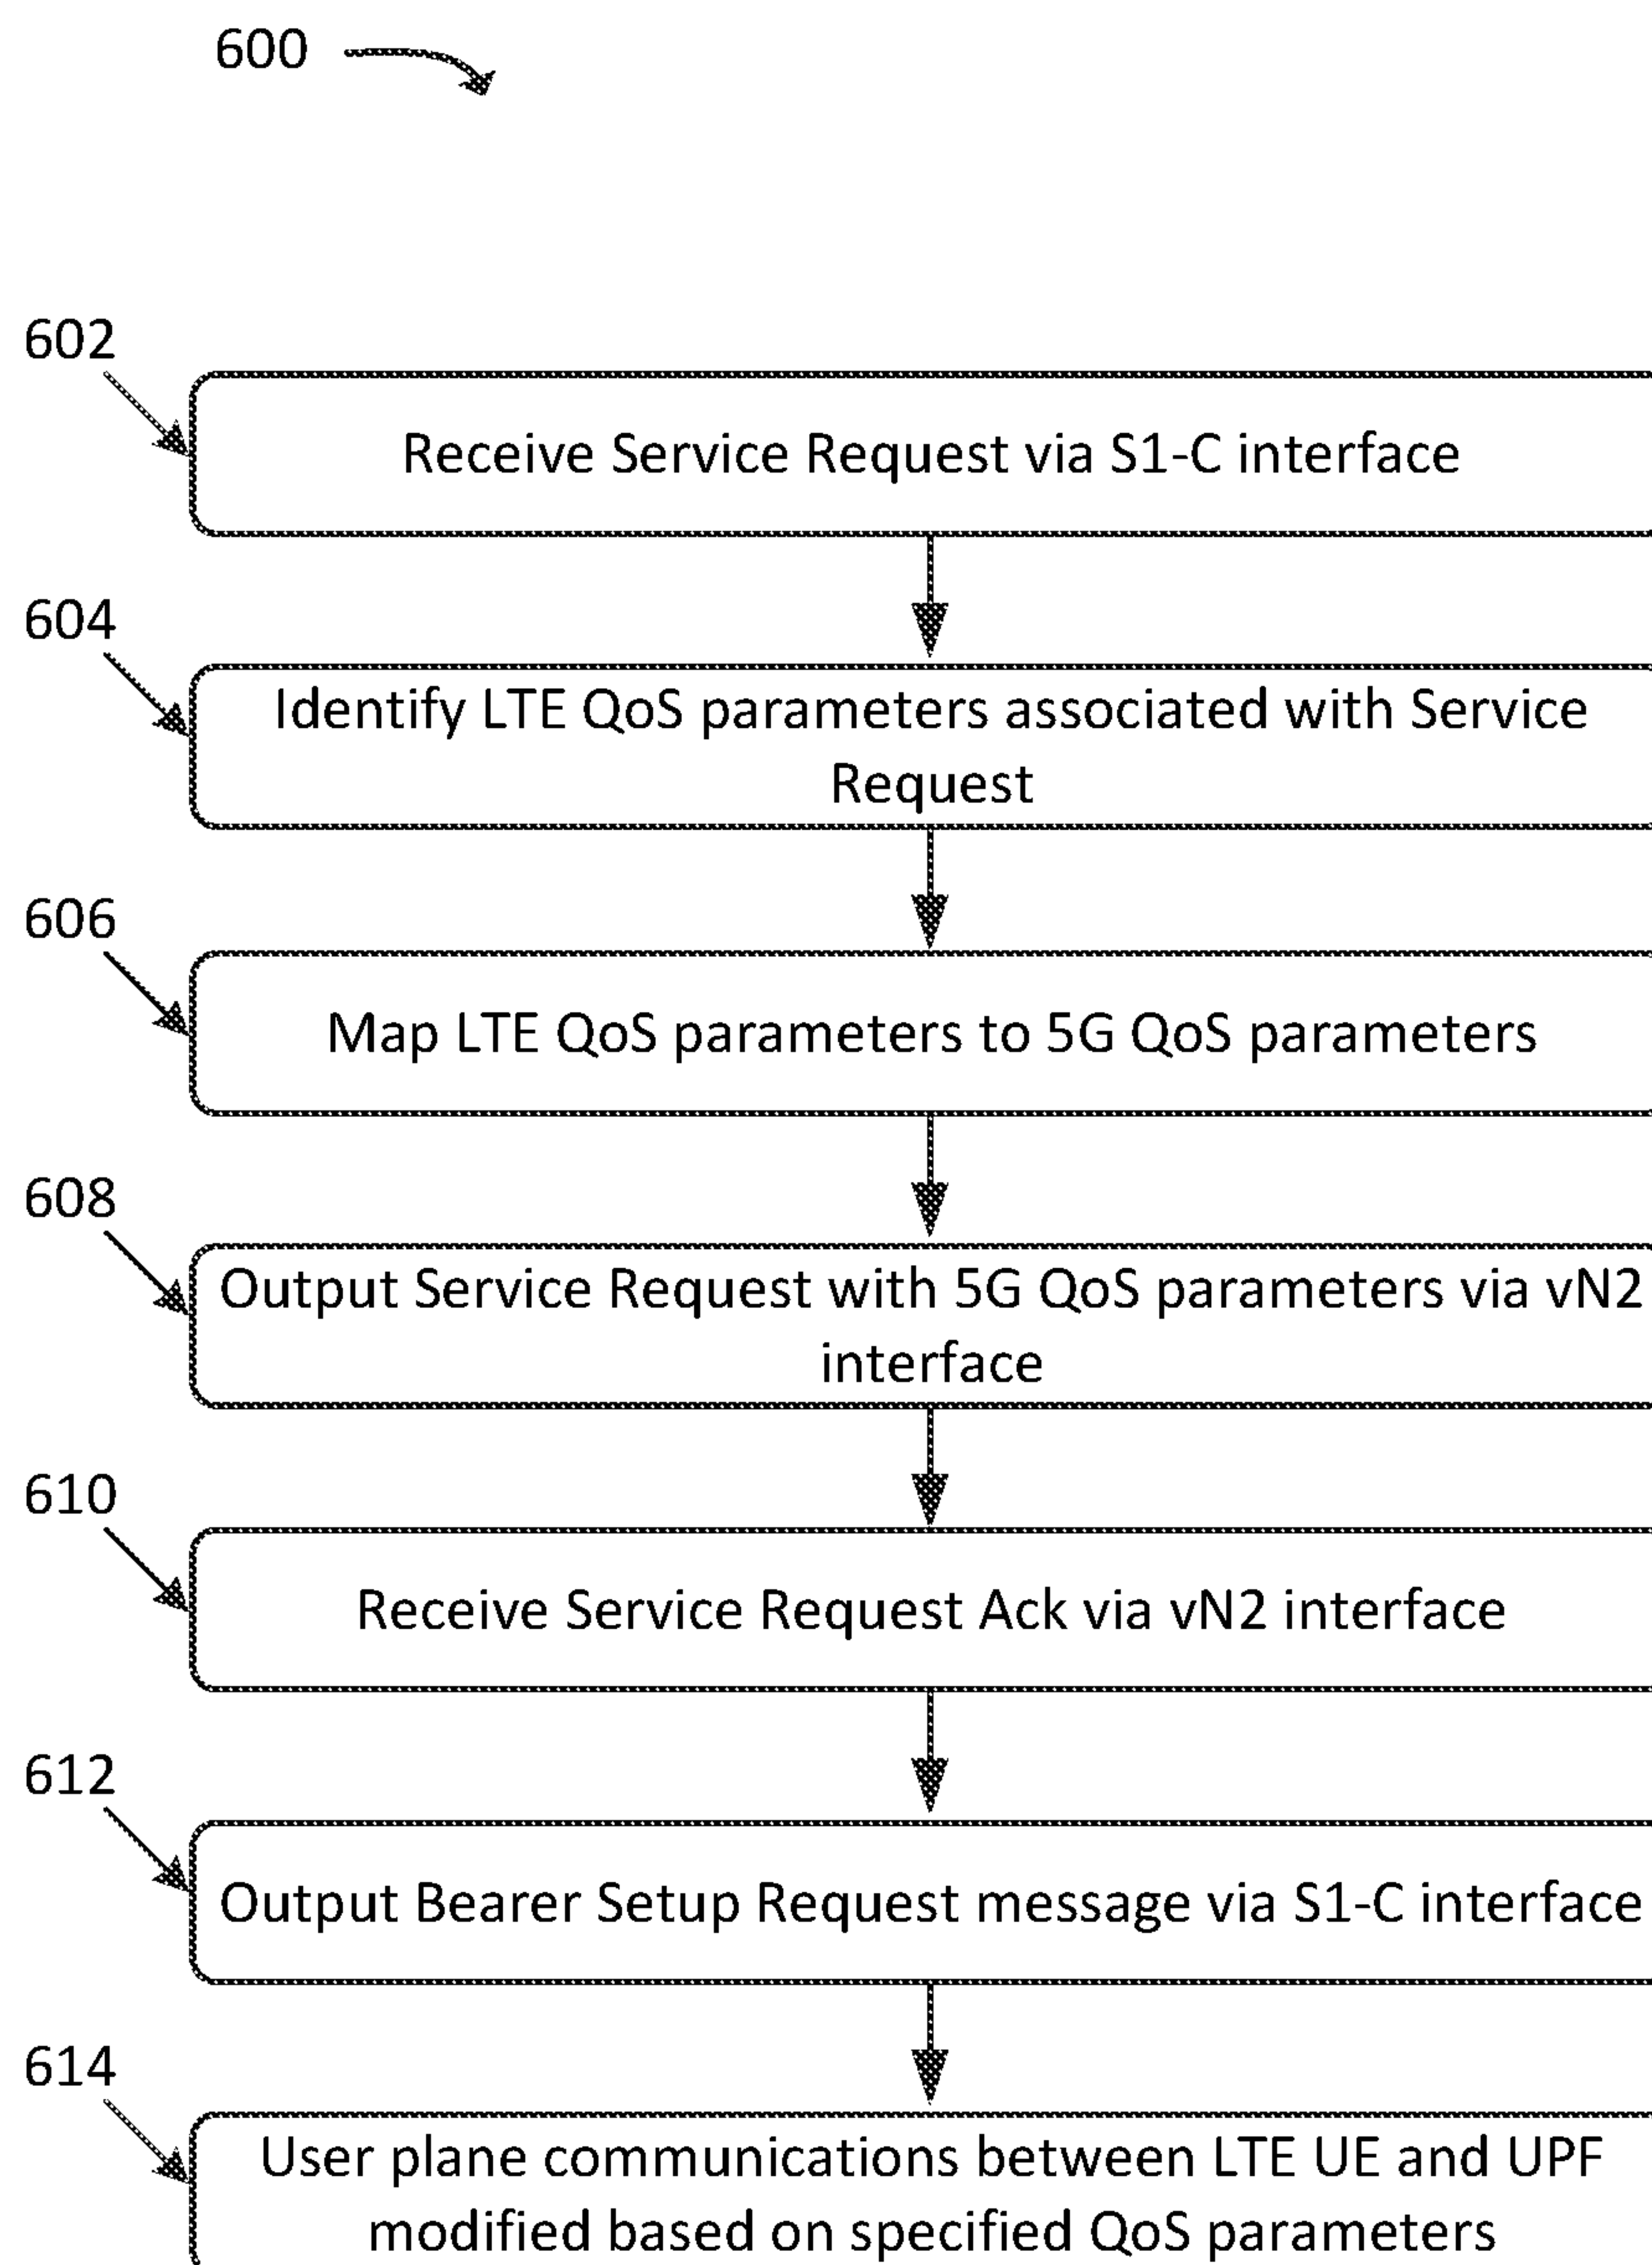 600
602
Receive Service Request via S1-C interface
604
Identify LTE QoS parameters associated with Service
Request
606
Map LTE QoS parameters to 5G QoS parameters
608
Output Service Request with 5G QoS parameters via vN2
interface
610
Receive Service Request Ack via vN2 interface
612
Output Bearer Setup Request message via S1-C interface
614
User plane communications between LTE UE and UPF
modified based on specified QoS parameters